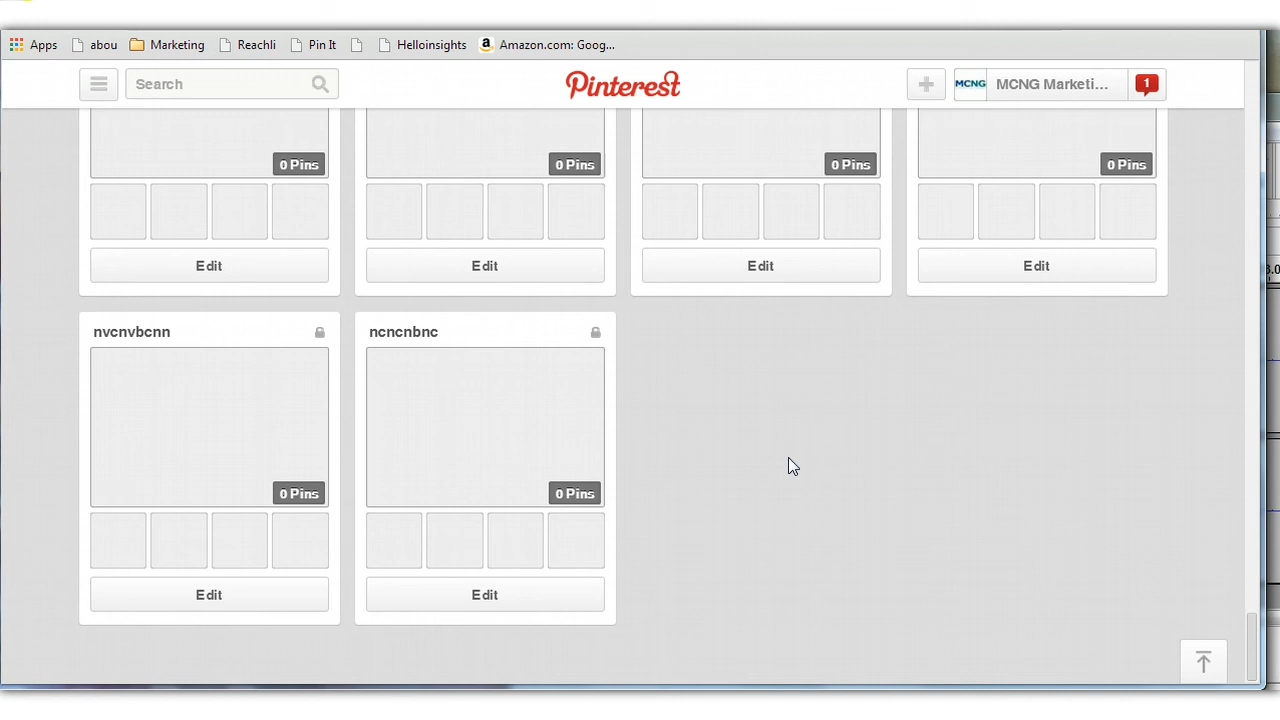 Apps abou Marketing Reachli Pin It Helloinsights Amazon.com: Goog...
Search Pinterest MCNG MCNG Marketi... 1
0 Pins 0 Pins 0 Pins 0 Pins
Edit Edit Edit Edit
nvcnvbcnn ncncnbnc
0 Pins 0 Pins
Edit Edit